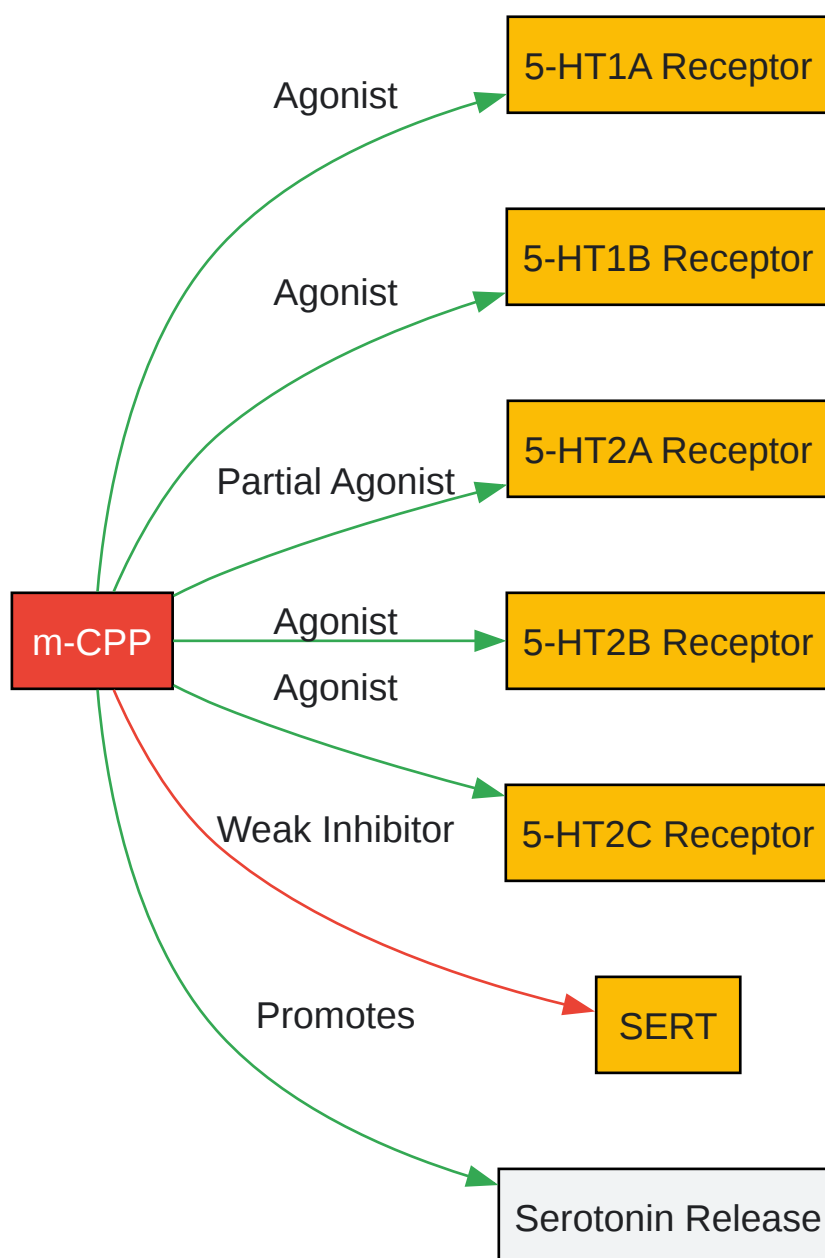 5-HT1A Receptor
Agonist
5-HT1B Receptor
Agonist
5-HT2A Receptor
Partial Agonist
m-CPP
Agonist
5-HT2B Receptor
Agonist
Weak Inhibitor
5-HT2C Receptor
Promotes
SERT
Serotonin Release